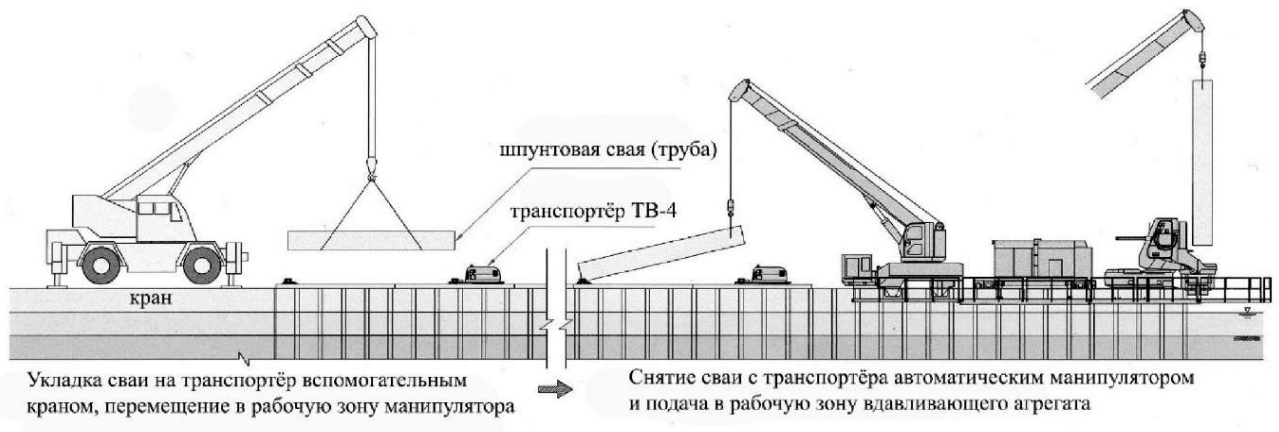 шпунтовая свая (труба)
транспортёр ТВ-4
кран
Укладка сваи на транспортёр вспомогательным
краном, перемещение в рабочую зону манипулятора
Снятие сваи с транспортёра автоматическим манипулятором
и подача в рабочую зону вдавливающего агрегата